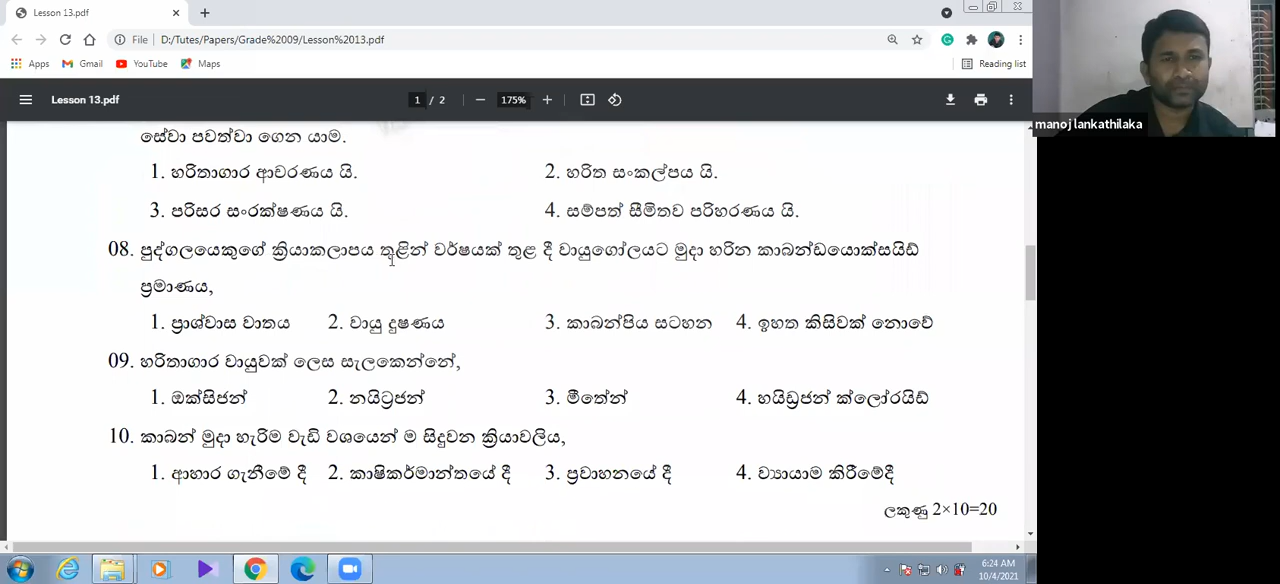 Lesson 13.pdf
File | D:/Tutes/Papers/Grade%2009/Lesson%2013.pdf
Apps Gmail YouTube Maps Reading list
Lesson 13.pdf 1 / 2 175%
manoj lankathilaka
සේවා පවත්වා ගෙන යාම.
1. හරිතාගාර ආචරණය යි. 2. හරිත සංකල්පය යි.
3. පරිසර සංරක්ෂණය යි. 4. සම්පත් සීමිතව පරිහරණය යි.
08. පුද්ගලයෙකුගේ ක්‍රියාකලාපය තුළින් වර්ෂයක් තුළ දී වායුගෝලයට මුදා හරින කාබන්ඩයොක්සයිඩ්
ප්‍රමාණය,
1. ප්‍රාශ්වාස වාතය 2. වායු දුෂණය 3. කාබන්පිය සටහන 4. ඉහත කිසිවක් නොවේ
09. හරිතාගාර වායුවක් ලෙස සැලකෙන්නේ,
1. ඔක්සිජන් 2. නයිට්‍රජන් 3. මීතේන් 4. හයිඩ්‍රජන් ක්ලෝරයිඩ්
10. කාබන් මුදා හැරීම වැඩි වශයෙන් ම සිදුවන ක්‍රියාවලිය,
1. ආහාර ගැනීමේ දී 2. කෘෂිකර්මාන්තයේ දී 3. ප්‍රවාහනයේ දී 4. ව්‍යායාම කිරීමේදී
ලකුණු 2×10=20
6:24 AM
10/4/2021